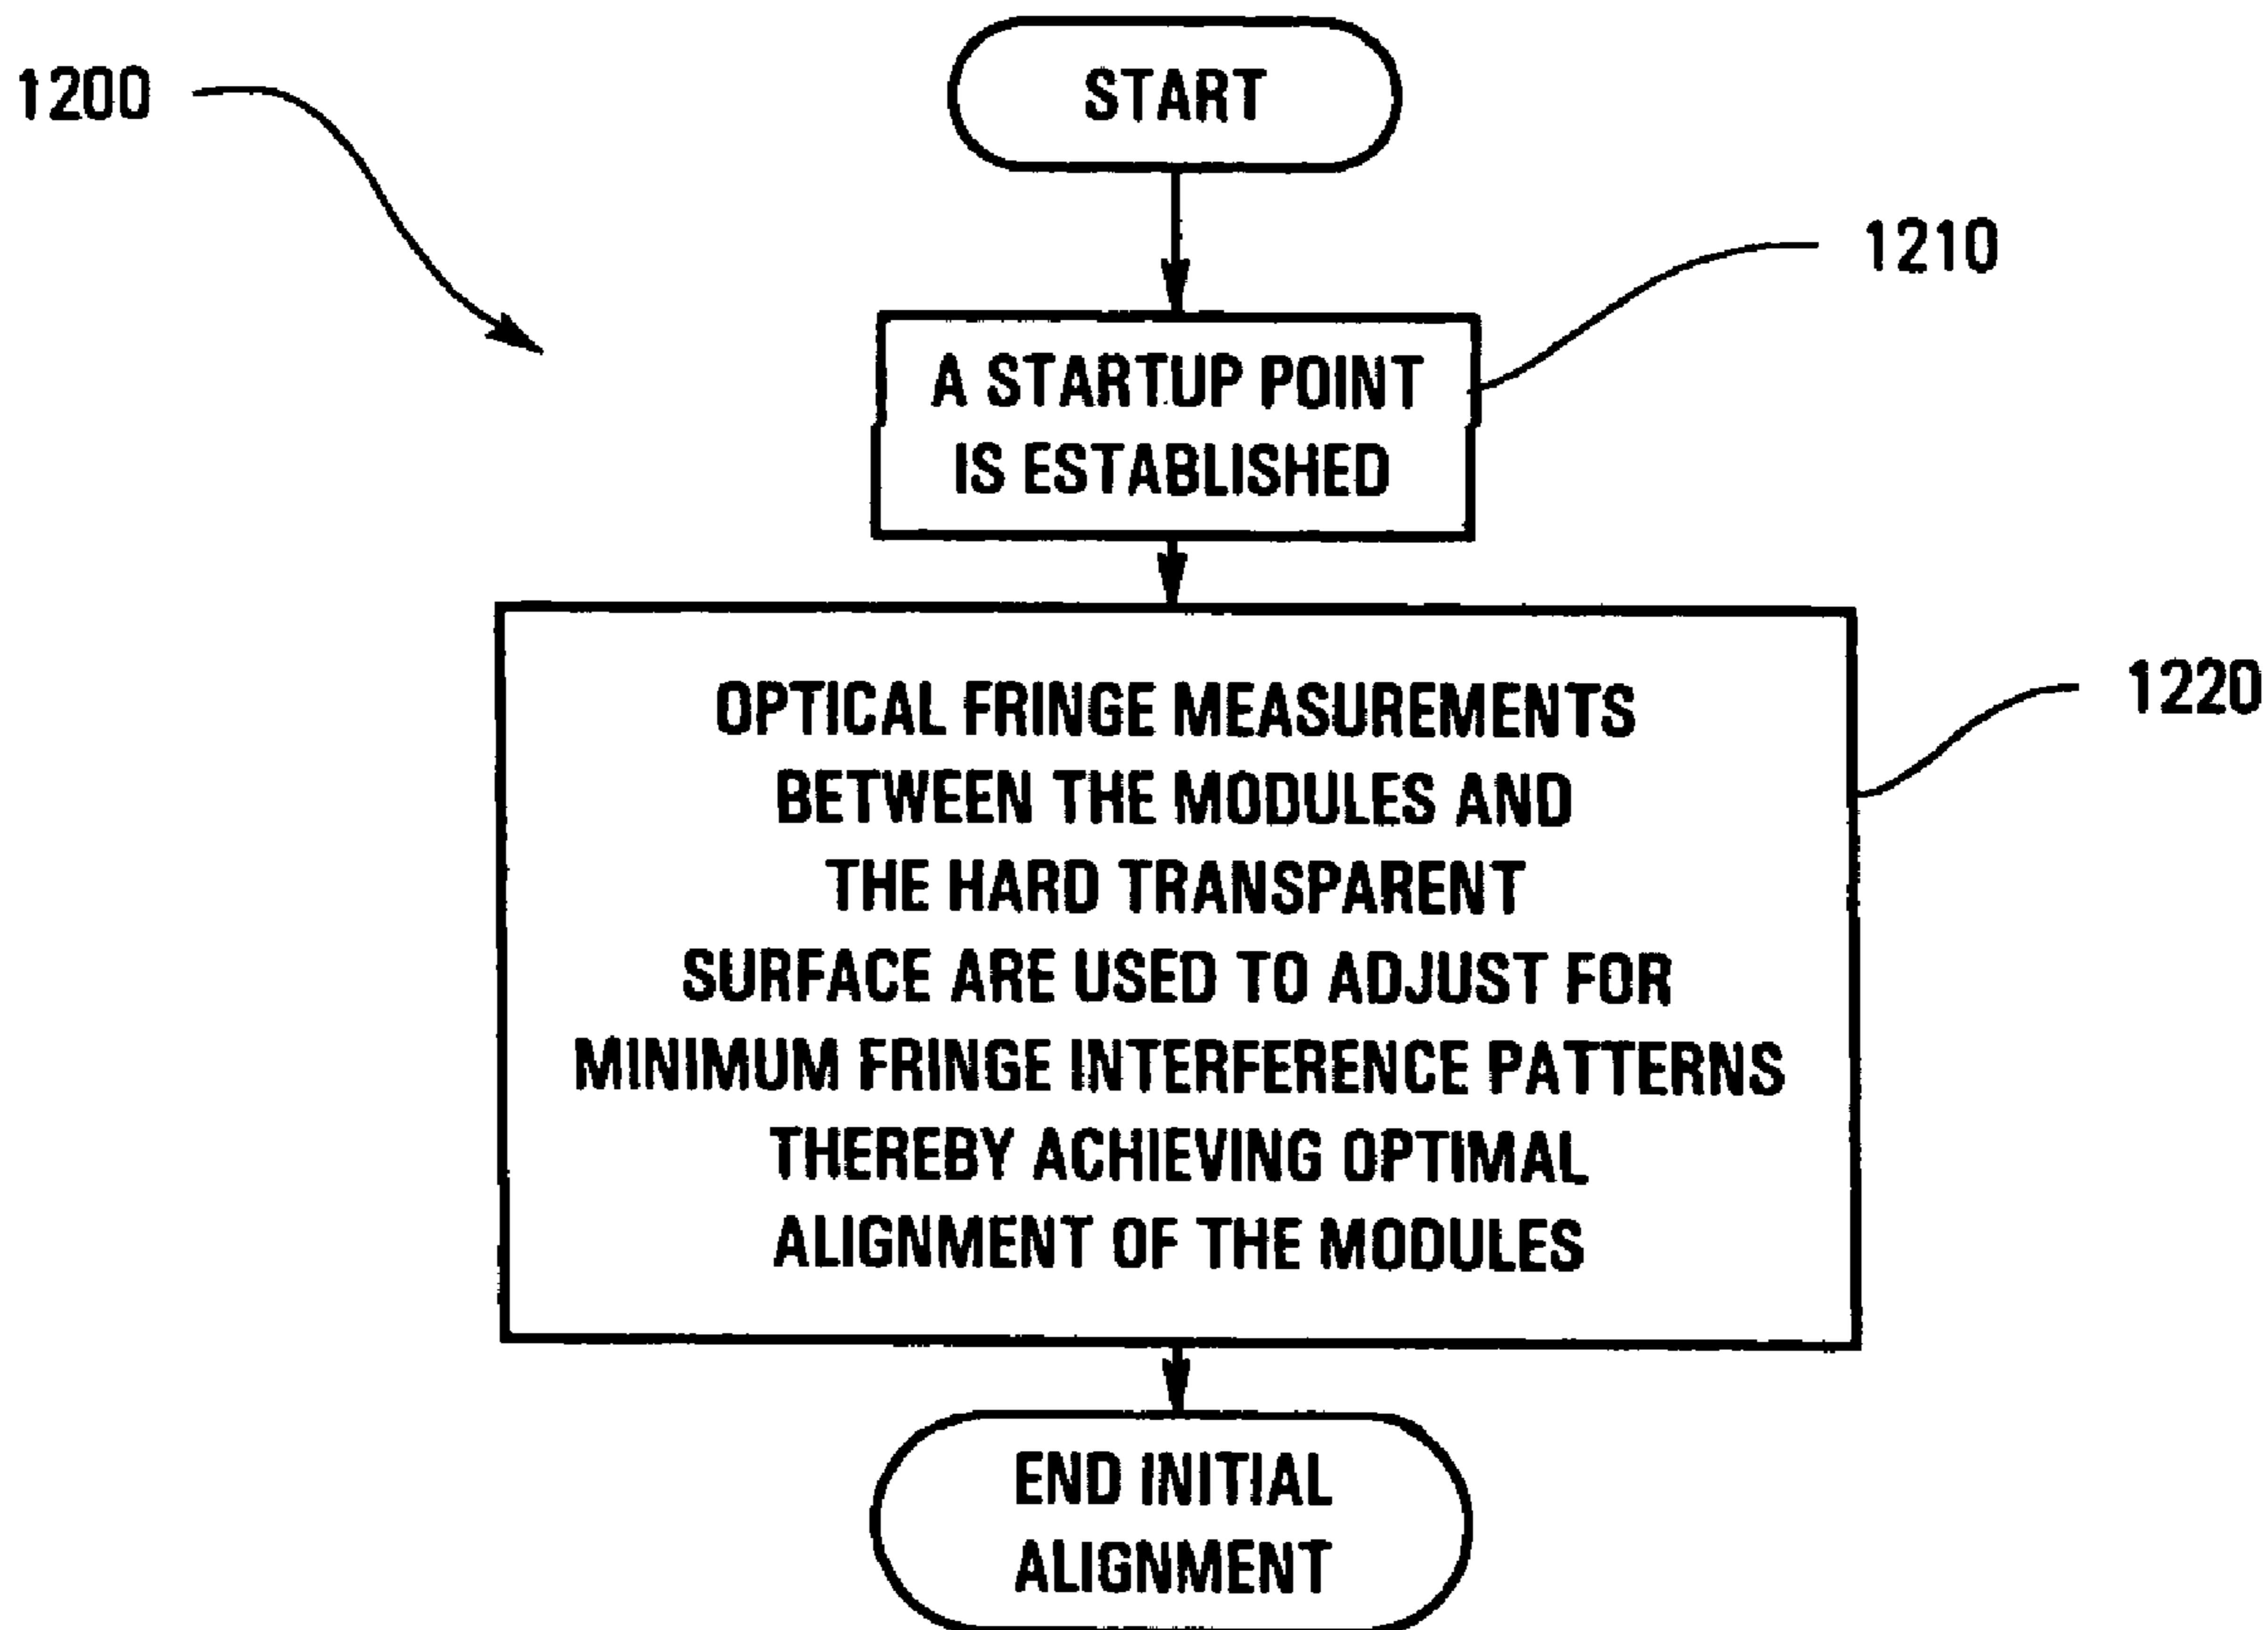 START
1200
1210
A STARTUP POINT
IS ESTABLISHED
1220
OPTICAL FRINGE MEASUREMENTS
BETWEEN THE MODULES AND
THE HARD TRANSPARENT
SURFACE ARE USED TO ADJUST FOR
MINIMUM FRINGE INTERFERENCE PATTERNS
THEREBY ACHIEVING OPTIMAL
ALIGNMENT OF THE MODULES
END INITIAL
ALIGNMENT